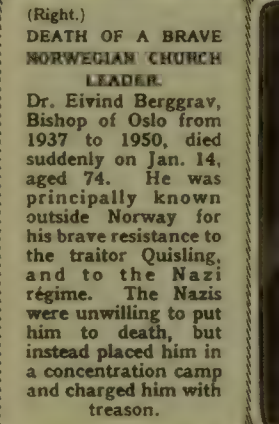 (Right.)
DEATH OF A BRAVE
NORWEGIAN CHURCH
LEADER.
Dr. Eivind Berggrav,
Bishop of Oslo from
1937 to 1950, died
suddenly on Jan. 14,
aged 74. He was
principally known
outside Norway for
his brave resistance to
the traitor Quisling,
and to the Nazi
régime. The Nazis
were unwilling to put
him to death, but
instead placed him in
a concentration camp
and charged him with
treason.